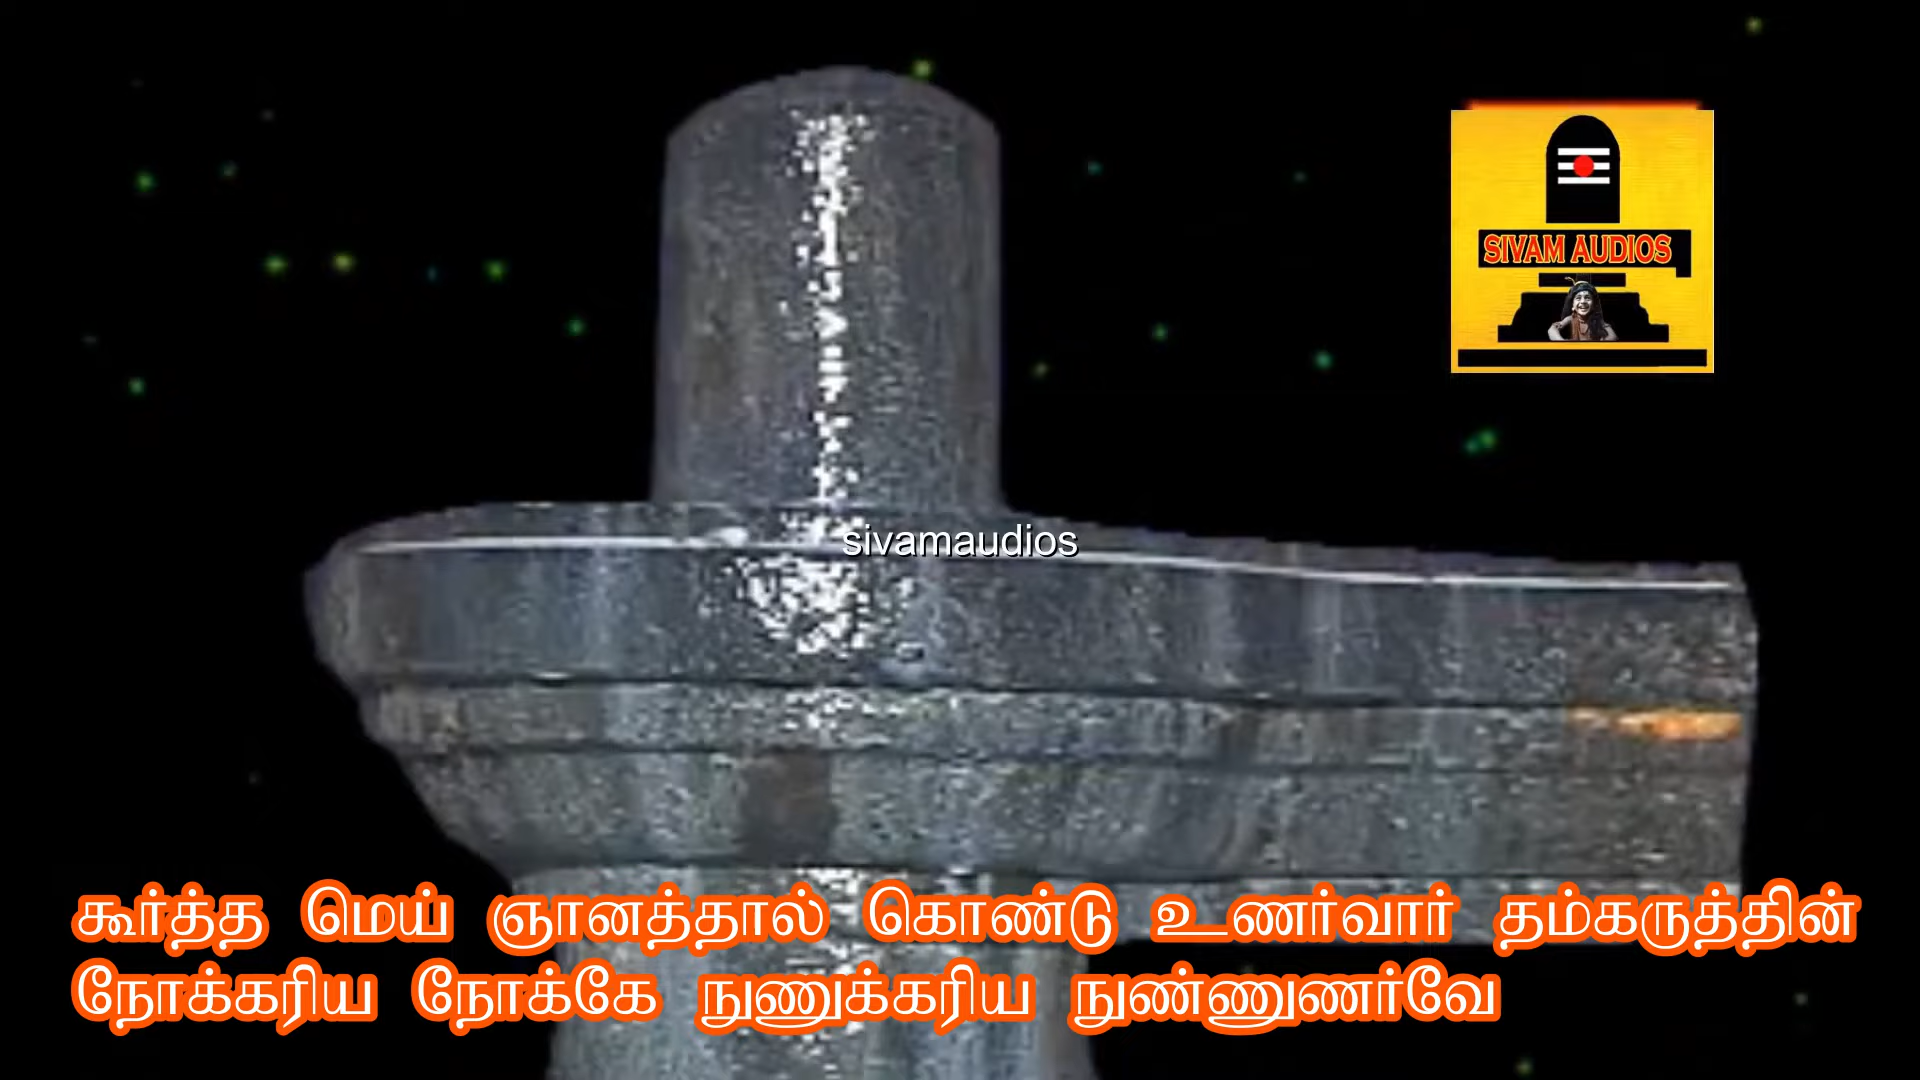 SIVAM AUDIOS
sivamaudios
கூர்த்த மெய் ஞானத்தால் கொண்டு உணர்வார் தம்கருத்தின்
நோக்கரிய நோக்கே நுணுக்கரிய நுண்ணுணர்வே